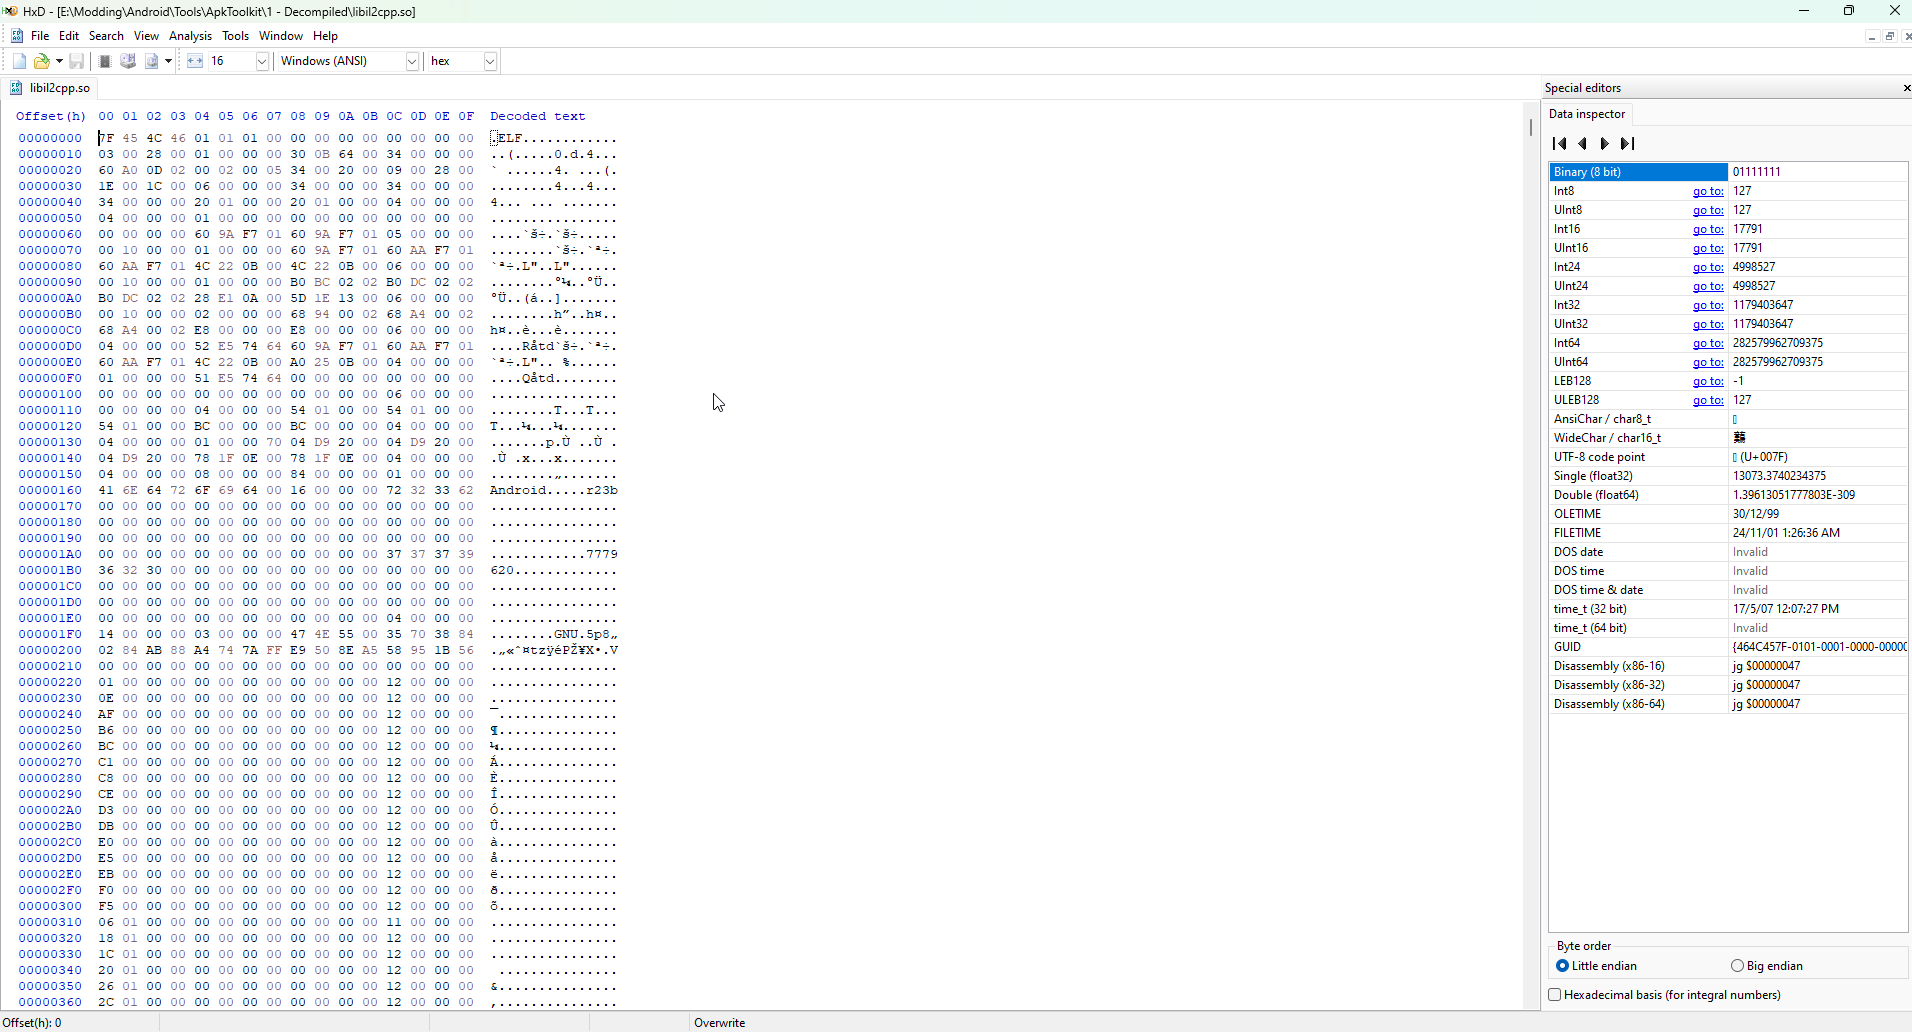 HxD - [E:\Modding\Android\Tools\ApkToolkit\1 - Decompiled\libil2cpp.so]
File Edit Search View Analysis Tools Window Help
16 Windows (ANSI) hex
libil2cpp.so
Offset(h) 00 01 02 03 04 05 06 07 08 09 0A 0B 0C 0D 0E 0F Decoded text
00000000 7F 45 4C 46 01 01 01 00 00 00 00 00 00 00 00 00 .ELF............
00000010 03 00 28 00 01 00 00 00 30 0B 64 00 34 00 00 00 ..(.....0.d.4...
00000020 60 A0 0D 02 00 02 00 05 34 00 20 00 09 00 28 00 ` ......4. ...(.
00000030 1E 00 1C 00 06 00 00 00 34 00 00 00 34 00 00 00 ........4...4...
00000040 34 00 00 00 20 01 00 00 20 01 00 00 04 00 00 00 4... ... .......
00000050 04 00 00 00 01 00 00 00 00 00 00 00 00 00 00 00 ................
00000060 00 00 00 00 60 9A F7 01 60 9A F7 01 05 00 00 00 ....`š÷.`š÷.....
00000070 00 10 00 00 01 00 00 00 60 9A F7 01 60 AA F7 01 ........`š÷.`ª÷.
00000080 60 AA F7 01 4C 22 0B 00 4C 22 0B 00 06 00 00 00 `ª÷.L"..L"......
00000090 00 10 00 00 01 00 00 00 B0 BC 02 02 B0 DC 02 02 ........°¼..°Ü..
000000A0 B0 DC 02 02 28 E1 0A 00 5D 1E 13 00 06 00 00 00 °Ü..(á..].......
000000B0 00 10 00 00 02 00 00 00 68 94 00 02 68 A4 00 02 ........h”..h¤..
000000C0 68 A4 00 02 E8 00 00 00 E8 00 00 00 06 00 00 00 h¤..è...è.......
000000D0 04 00 00 00 52 E5 74 64 60 9A F7 01 60 AA F7 01 ....Råtd`š÷.`ª÷.
000000E0 60 AA F7 01 4C 22 0B 00 A0 25 0B 00 04 00 00 00 `ª÷.L".. %......
000000F0 01 00 00 00 51 E5 74 64 00 00 00 00 00 00 00 00 ....Qåtd........
00000100 00 00 00 00 00 00 00 00 00 00 00 00 06 00 00 00 ................
00000110 00 00 00 00 04 00 00 00 54 01 00 00 54 01 00 00 ........T...T...
00000120 54 01 00 00 BC 00 00 00 BC 00 00 00 04 00 00 00 T...¼...¼.......
00000130 04 00 00 00 01 00 00 70 04 D9 20 00 04 D9 20 00 .......p.Ù ..Ù .
00000140 04 D9 20 00 78 1F 0E 00 78 1F 0E 00 04 00 00 00 .Ù .x...x.......
00000150 04 00 00 00 08 00 00 00 84 00 00 00 01 00 00 00 ........„.......
00000160 41 6E 64 72 6F 69 64 00 16 00 00 00 72 32 33 62 Android.....r23b
00000170 00 00 00 00 00 00 00 00 00 00 00 00 00 00 00 00 ................
00000180 00 00 00 00 00 00 00 00 00 00 00 00 00 00 00 00 ................
00000190 00 00 00 00 00 00 00 00 00 00 00 00 00 00 00 00 ................
000001A0 00 00 00 00 00 00 00 00 00 00 00 00 37 37 37 39 ............7779
000001B0 36 32 30 00 00 00 00 00 00 00 00 00 00 00 00 00 620.............
000001C0 00 00 00 00 00 00 00 00 00 00 00 00 00 00 00 00 ................
000001D0 00 00 00 00 00 00 00 00 00 00 00 00 00 00 00 00 ................
000001E0 00 00 00 00 00 00 00 00 00 00 00 00 04 00 00 00 ................
000001F0 14 00 00 00 03 00 00 00 47 4E 55 00 35 70 38 84 ........GNU.5p8„
00000200 02 84 AB 88 A4 74 7A FF E9 50 8E A5 58 95 1B 56 .„«ˆ¤tzÿéPŽ¥X•.V
00000210 00 00 00 00 00 00 00 00 00 00 00 00 00 00 00 00 ................
00000220 01 00 00 00 00 00 00 00 00 00 00 00 12 00 00 00 ................
00000230 0E 00 00 00 00 00 00 00 00 00 00 00 12 00 00 00 ................
00000240 AF 00 00 00 00 00 00 00 00 00 00 00 12 00 00 00 ¯...............
00000250 B6 00 00 00 00 00 00 00 00 00 00 00 12 00 00 00 ¶...............
00000260 BC 00 00 00 00 00 00 00 00 00 00 00 12 00 00 00 ¼...............
00000270 C1 00 00 00 00 00 00 00 00 00 00 00 12 00 00 00 Á...............
00000280 C8 00 00 00 00 00 00 00 00 00 00 00 12 00 00 00 È...............
00000290 CE 00 00 00 00 00 00 00 00 00 00 00 12 00 00 00 Î...............
000002A0 D3 00 00 00 00 00 00 00 00 00 00 00 12 00 00 00 Ó...............
000002B0 DB 00 00 00 00 00 00 00 00 00 00 00 12 00 00 00 Û...............
000002C0 E0 00 00 00 00 00 00 00 00 00 00 00 12 00 00 00 à...............
000002D0 E5 00 00 00 00 00 00 00 00 00 00 00 12 00 00 00 å...............
000002E0 EB 00 00 00 00 00 00 00 00 00 00 00 12 00 00 00 ë...............
000002F0 F0 00 00 00 00 00 00 00 00 00 00 00 12 00 00 00 ð...............
00000300 F5 00 00 00 00 00 00 00 00 00 00 00 12 00 00 00 õ...............
00000310 06 01 00 00 00 00 00 00 00 00 00 00 11 00 00 00 ................
00000320 18 01 00 00 00 00 00 00 00 00 00 00 12 00 00 00 ................
00000330 1C 01 00 00 00 00 00 00 00 00 00 00 12 00 00 00 ................
00000340 20 01 00 00 00 00 00 00 00 00 00 00 12 00 00 00  ...............
00000350 26 01 00 00 00 00 00 00 00 00 00 00 12 00 00 00 &...............
00000360 2C 01 00 00 00 00 00 00 00 00 00 00 12 00 00 00 ,...............
Special editors
Data inspector
Binary (8 bit) 01111111
Int8 go to: 127
UInt8 go to: 127
Int16 go to: 17791
UInt16 go to: 17791
Int24 go to: 4998527
UInt24 go to: 4998527
Int32 go to: 1179403647
UInt32 go to: 1179403647
Int64 go to: 282579962709375
UInt64 go to: 282579962709375
LEB128 go to: -1
ULEB128 go to: 127
AnsiChar / char8_t
WideChar / char16_t
UTF-8 code point (U+007F)
Single (float32) 13073.3740234375
Double (float64) 1.39613051777803E-309
OLETIME 30/12/99
FILETIME 24/11/01 1:26:36 AM
DOS date Invalid
DOS time Invalid
DOS time & date Invalid
time_t (32 bit) 17/5/07 12:07:27 PM
time_t (64 bit) Invalid
GUID {464C457F-0101-0001-0000-00000
Disassembly (x86-16) jg $00000047
Disassembly (x86-32) jg $00000047
Disassembly (x86-64) jg $00000047
Byte order
Little endian Big endian
Hexadecimal basis (for integral numbers)
Offset(h): 0 Overwrite